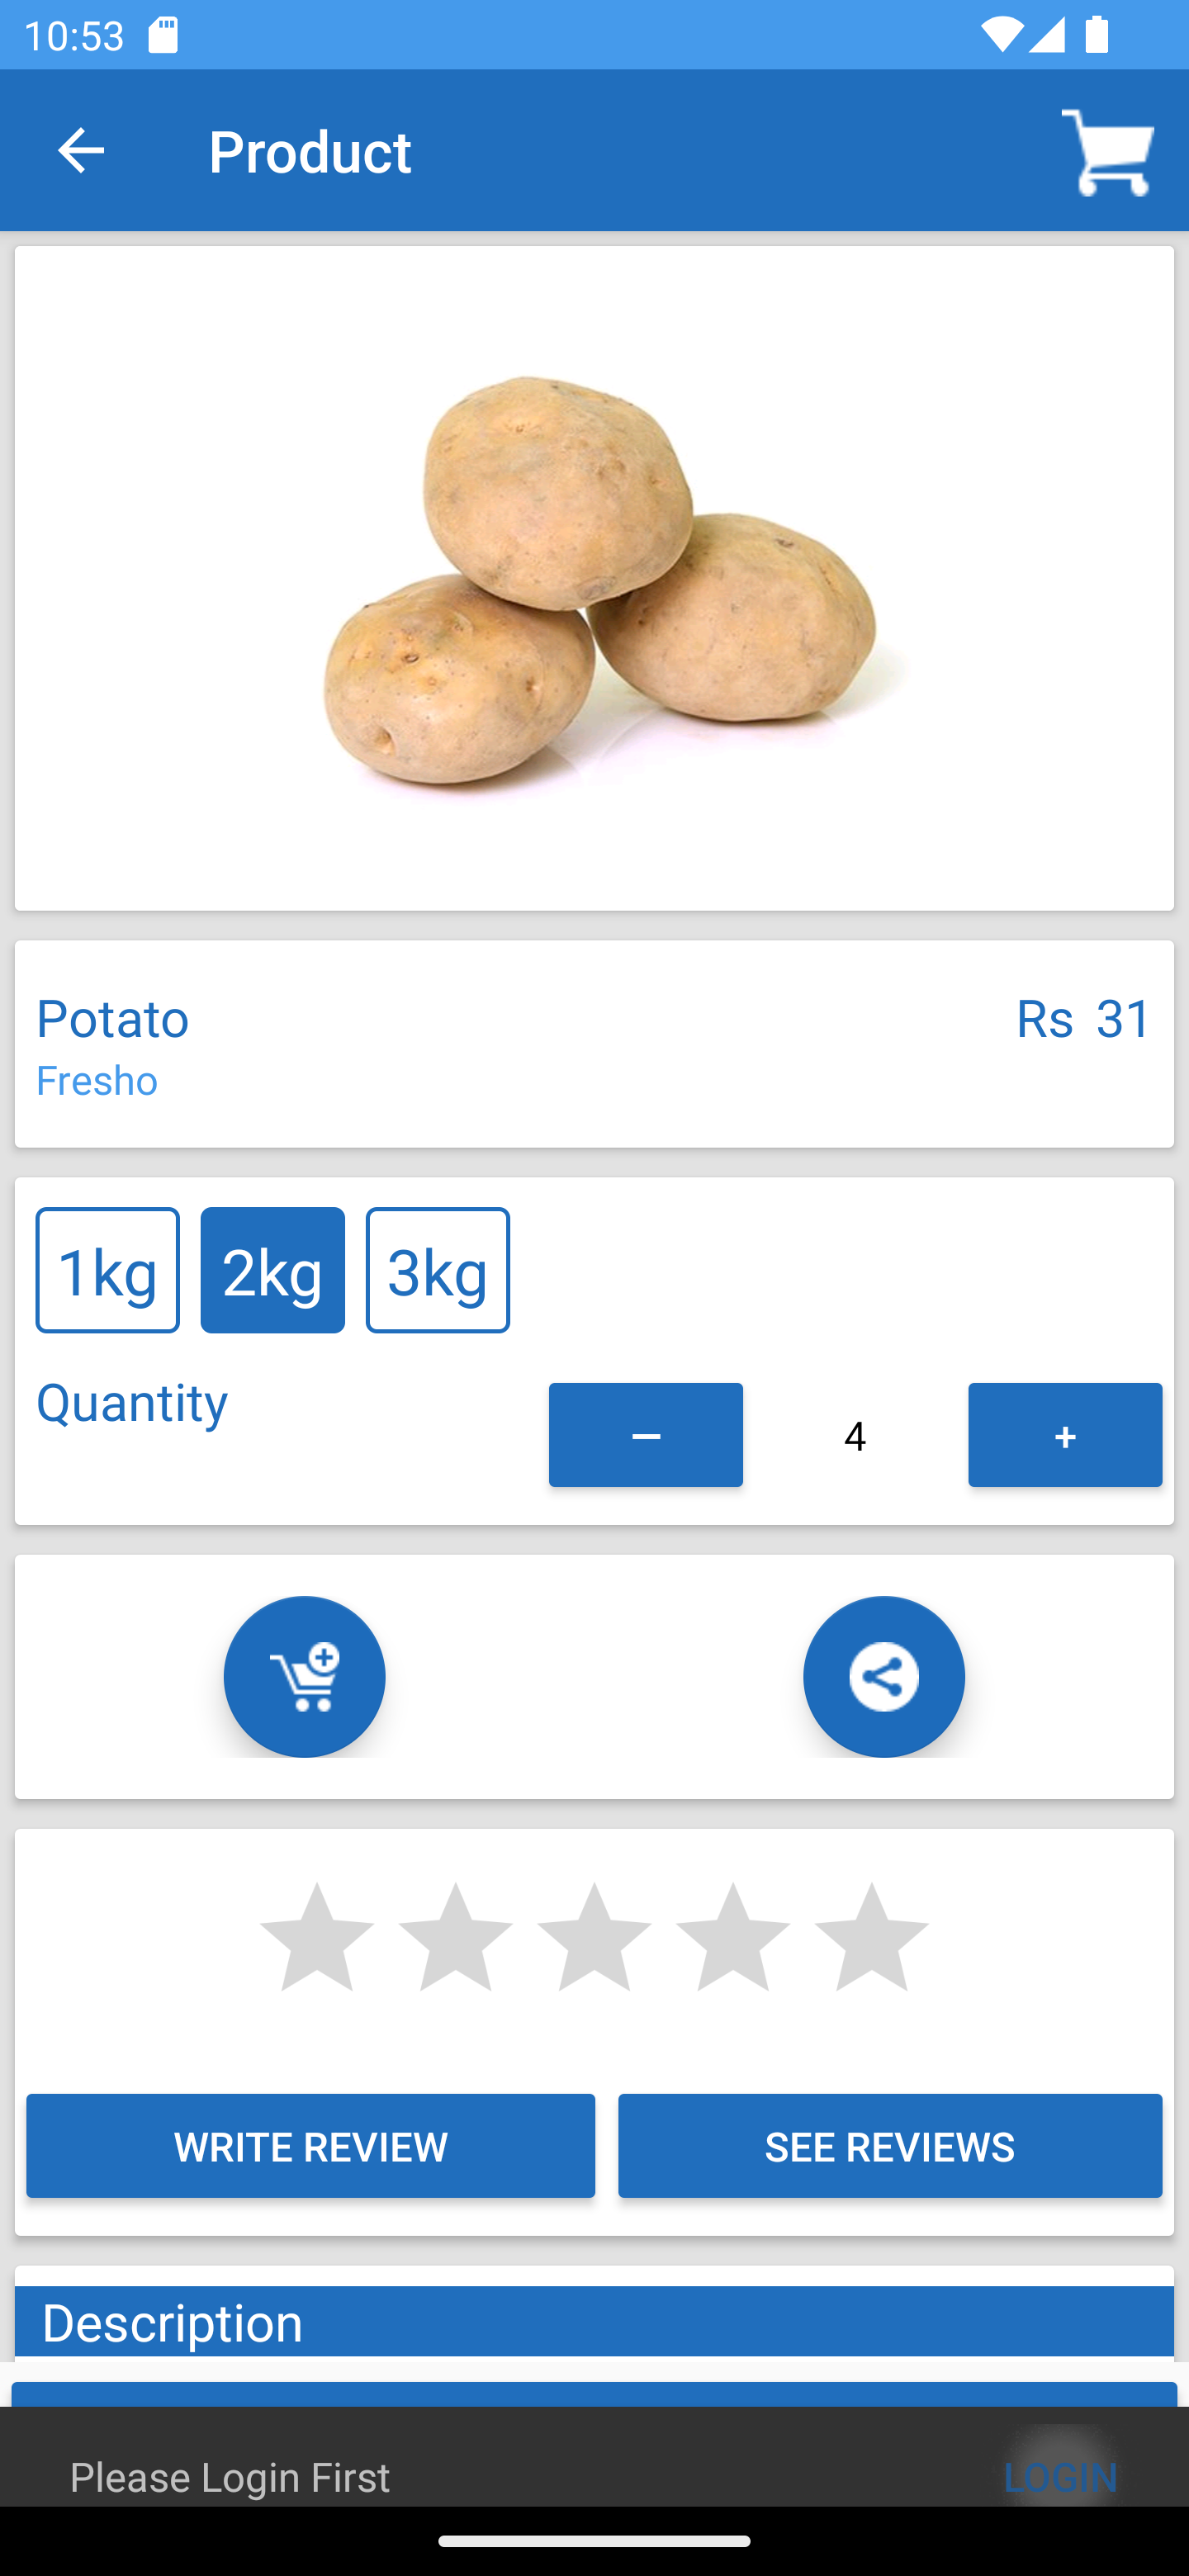 10:53
Product
Potato
Rs 31
Fresho
1kg
2kg
3kg
Quantity
4
+
WRITE REVIEW
SEE REVIEWS
Description
Please Login First
LOGIN